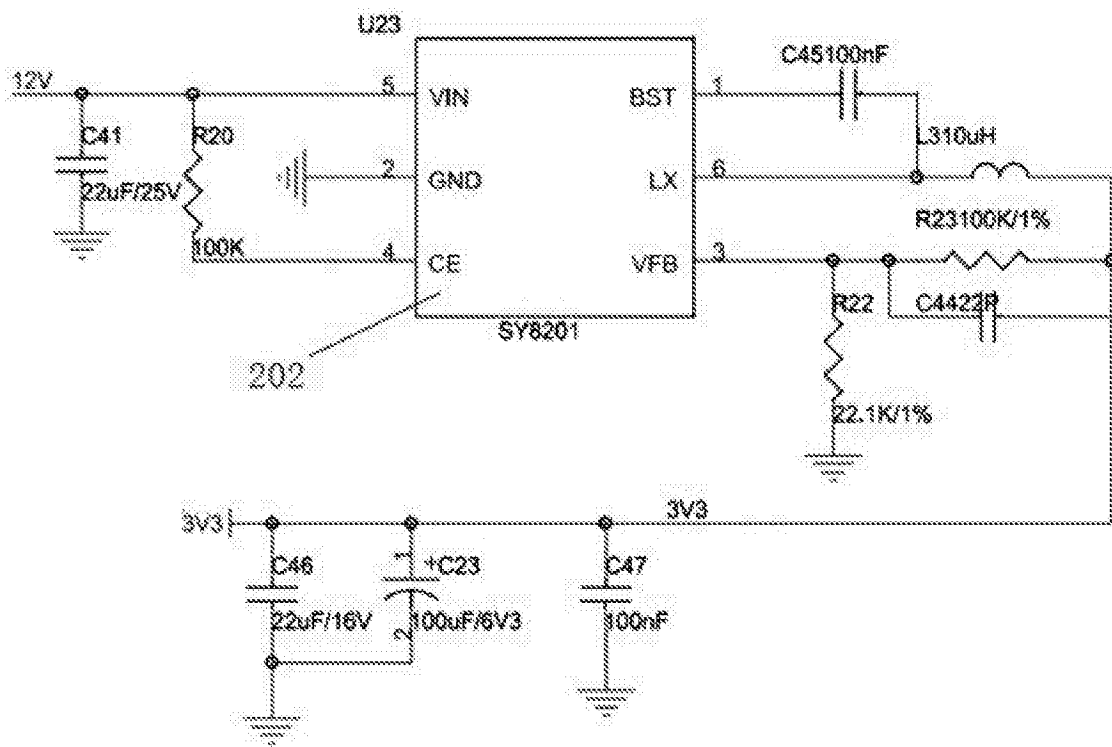 U23
12V
5
VIN
BST
1
C45100nF
C41
22uF/25V
R20
100K
2
GND
LX
6
L310uH
R23100K/1%
4
CE
VFB
3
R22
C4422P
22.1K/1%
SY8201
202
3V3
3V3
C46
22uF/16V
1
+C23
2
100uF/6V3
C47
100nF